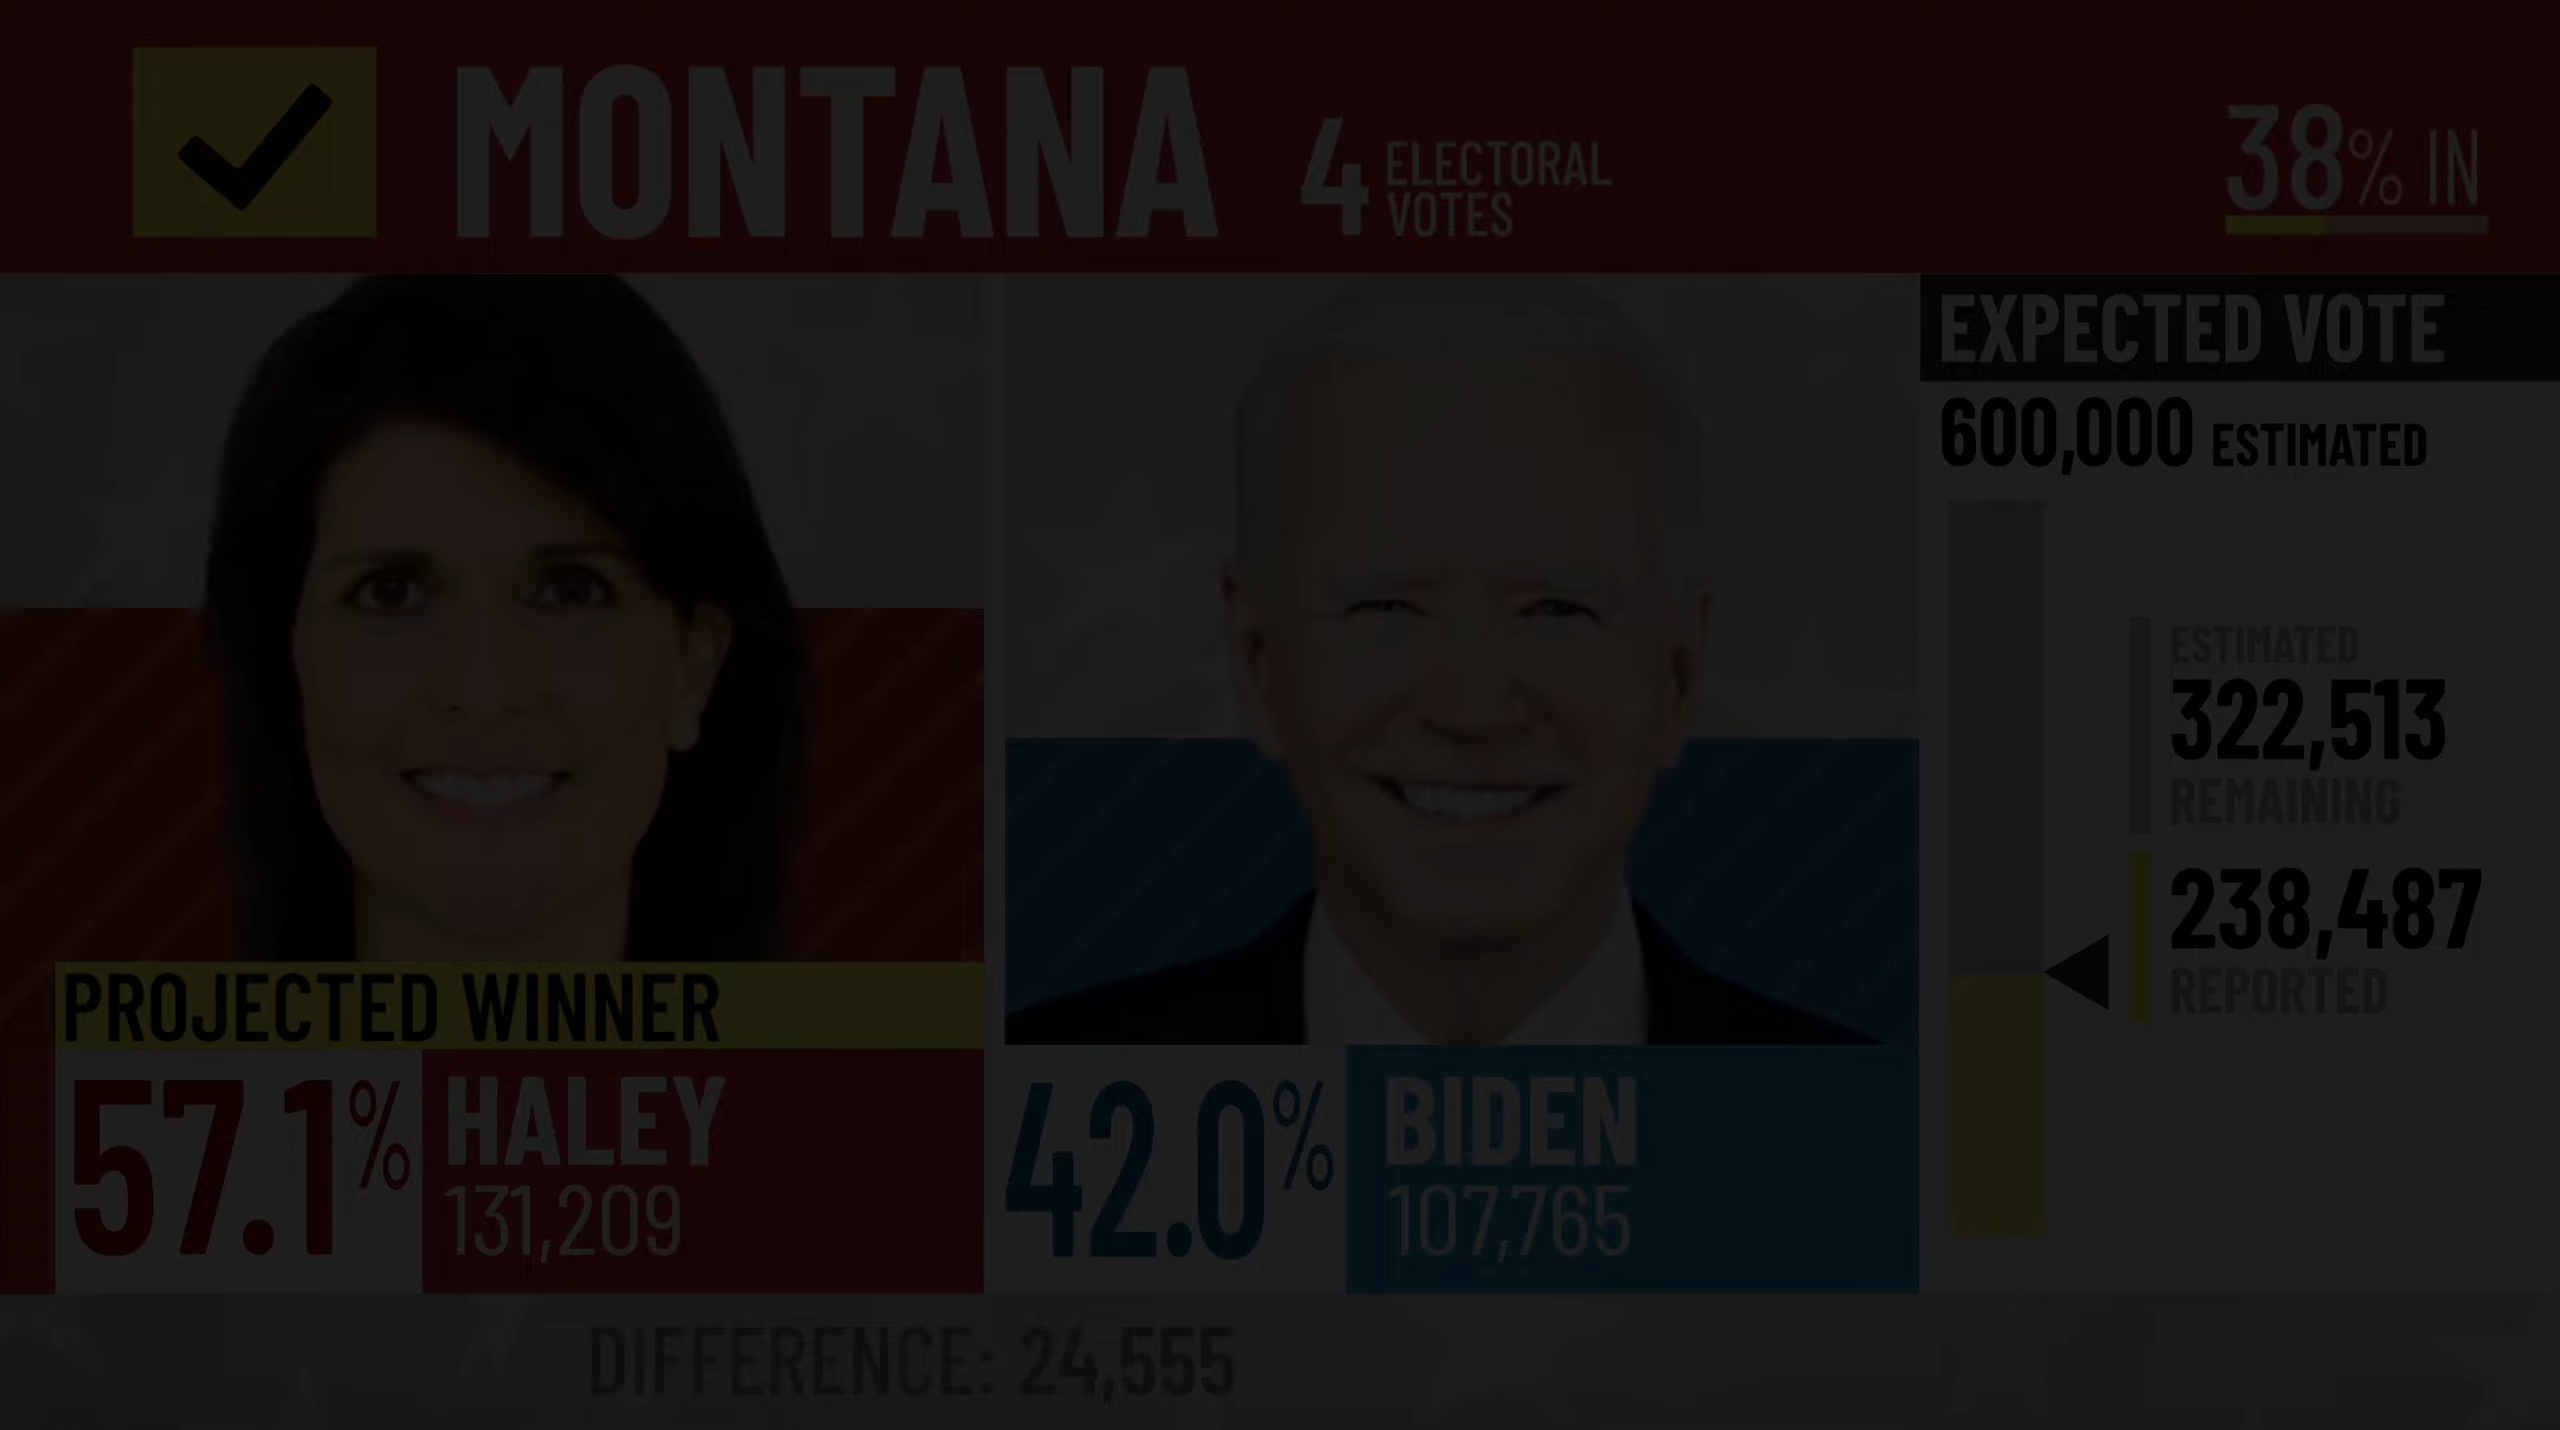 MONTANA
4 ELECTORAL
VOTES
38% IN
EXPECTED VOTE
600,000 ESTIMATED
ESTIMATED
322,513
REMAINING
238,487
REPORTED
PROJECTED WINNER
57.1% HALEY
131,209
42.0% BIDEN
107,765
DIFFERENCE: 24,555